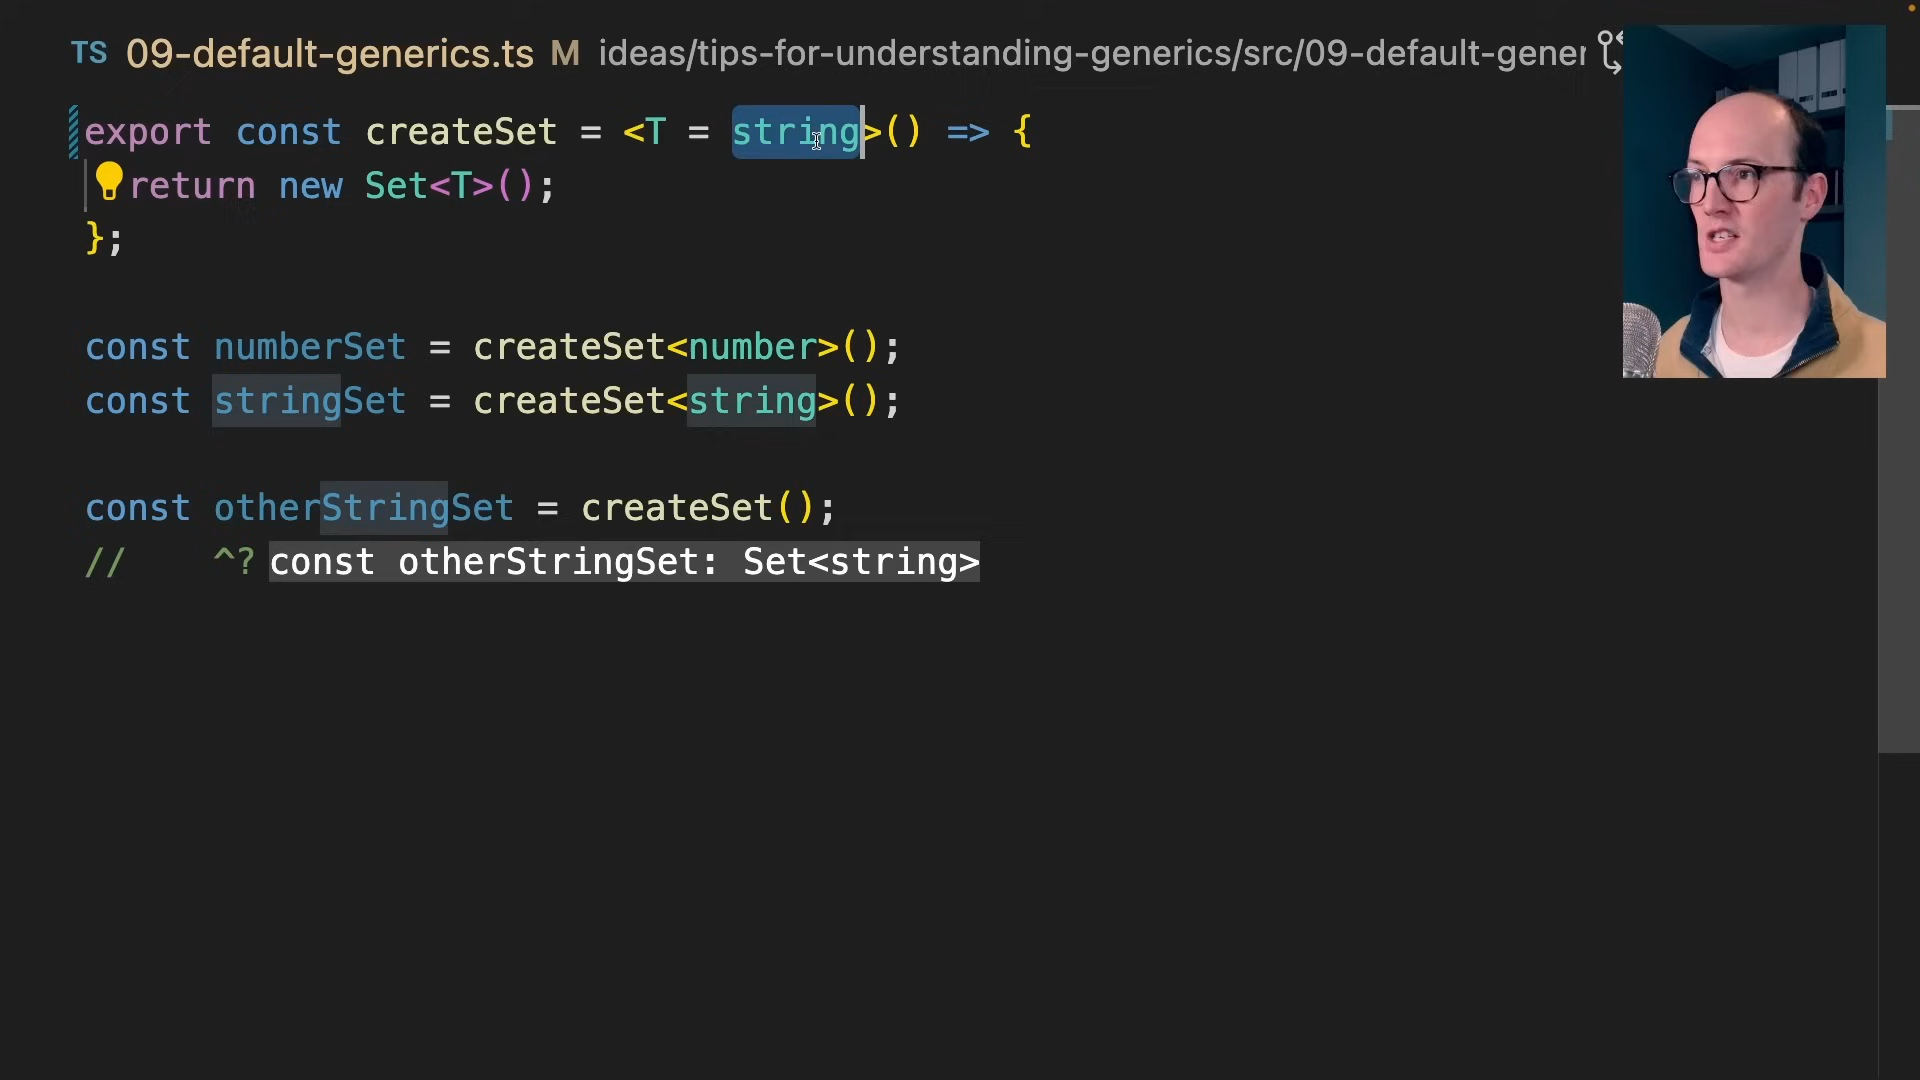 TS 09-default-generics.ts M ideas/tips-for-understanding-generics/src/09-default-gener
export const createSet = <T = string>() => {
return new Set<T>();
};
const numberSet = createSet<number>();
const stringSet = createSet<string>();
const otherStringSet = createSet();
// ^? const otherStringSet: Set<string>